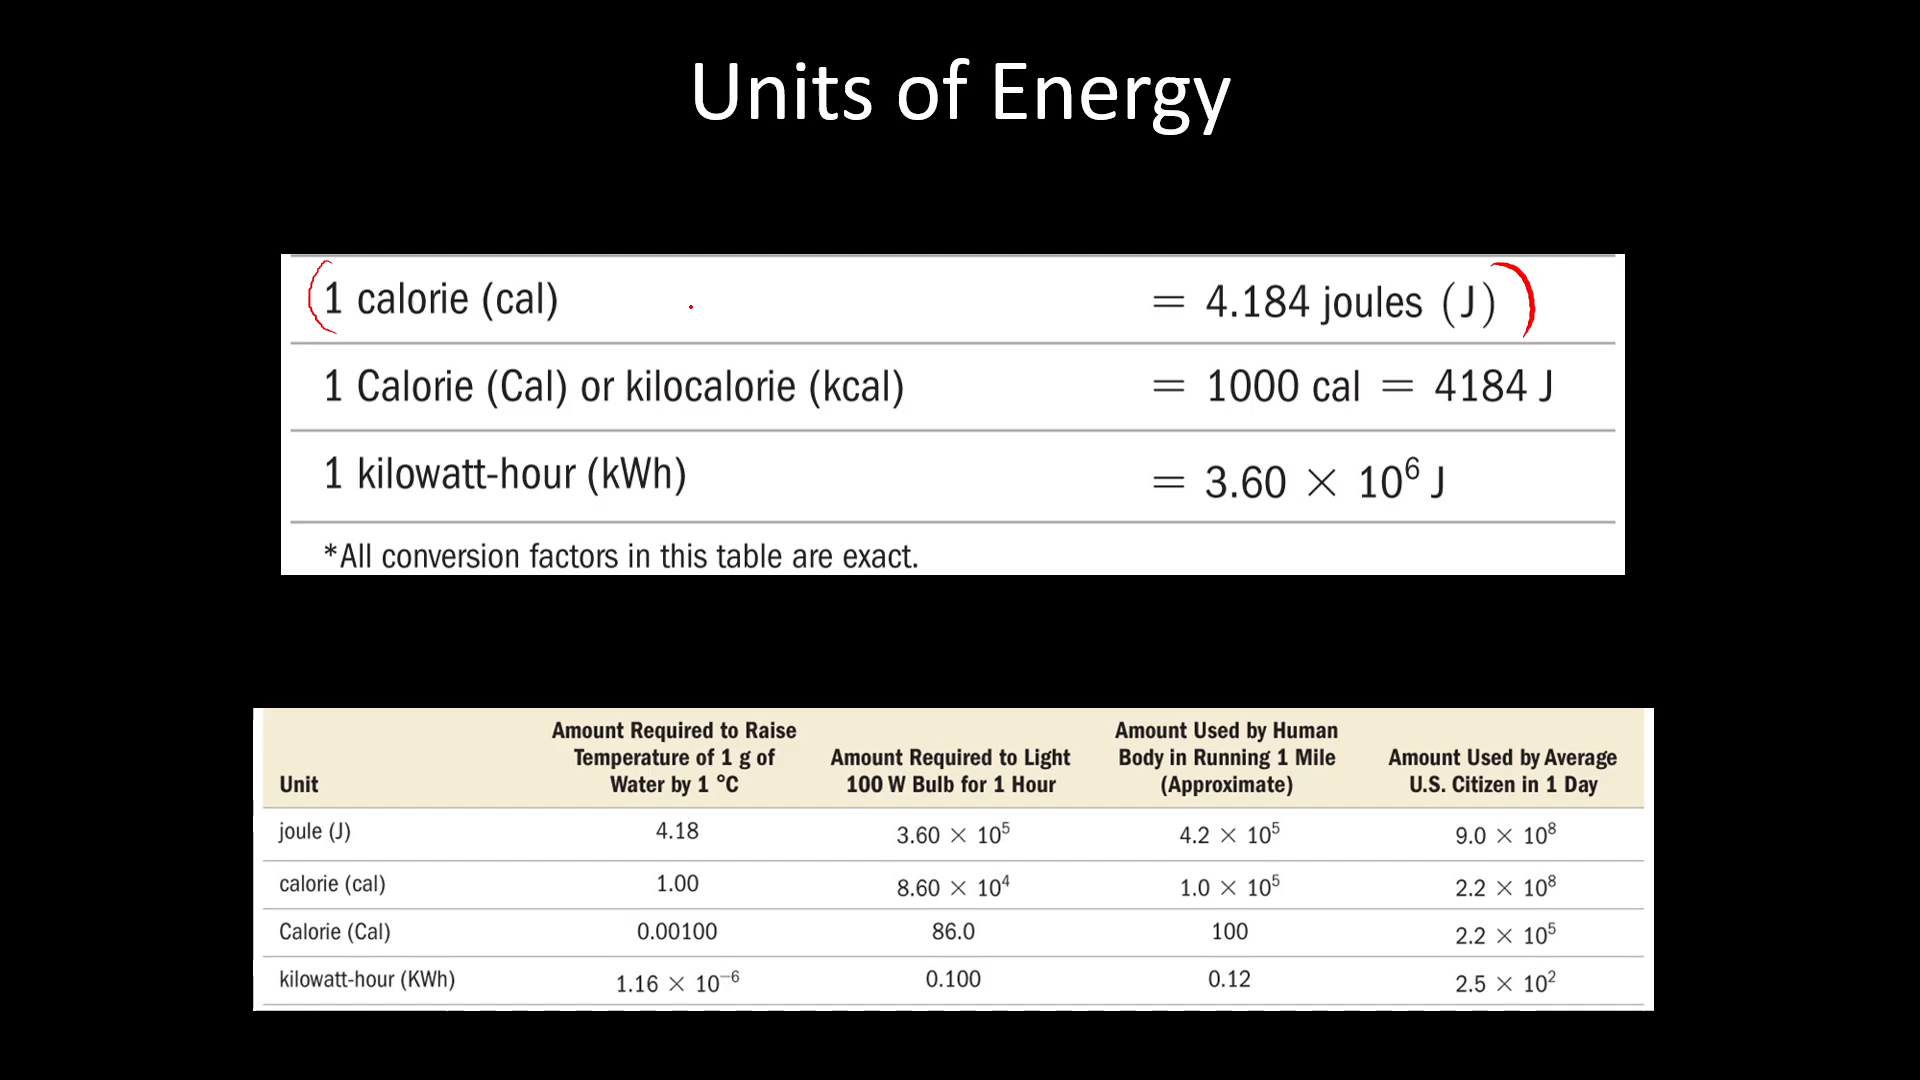 Units of Energy
1 calorie (cal) = 4.184 joules (J)
1 Calorie (Cal) or kilocalorie (kcal) = 1000 cal = 4184 J
1 kilowatt-hour (kWh) = 3.60 × 10⁶ J
*All conversion factors in this table are exact.
Unit
Amount Required to Raise
Temperature of 1 g of
Water by 1 °C
Amount Required to Light
100 W Bulb for 1 Hour
Amount Used by Human
Body in Running 1 Mile
(Approximate)
Amount Used by Average
U.S. Citizen in 1 Day
joule (J) 4.18 3.60 × 10⁵ 4.2 × 10⁵ 9.0 × 10⁸
calorie (cal) 1.00 8.60 × 10⁴ 1.0 × 10⁵ 2.2 × 10⁸
Calorie (Cal) 0.00100 86.0 100 2.2 × 10⁵
kilowatt-hour (KWh) 1.16 × 10⁻⁶ 0.100 0.12 2.5 × 10²